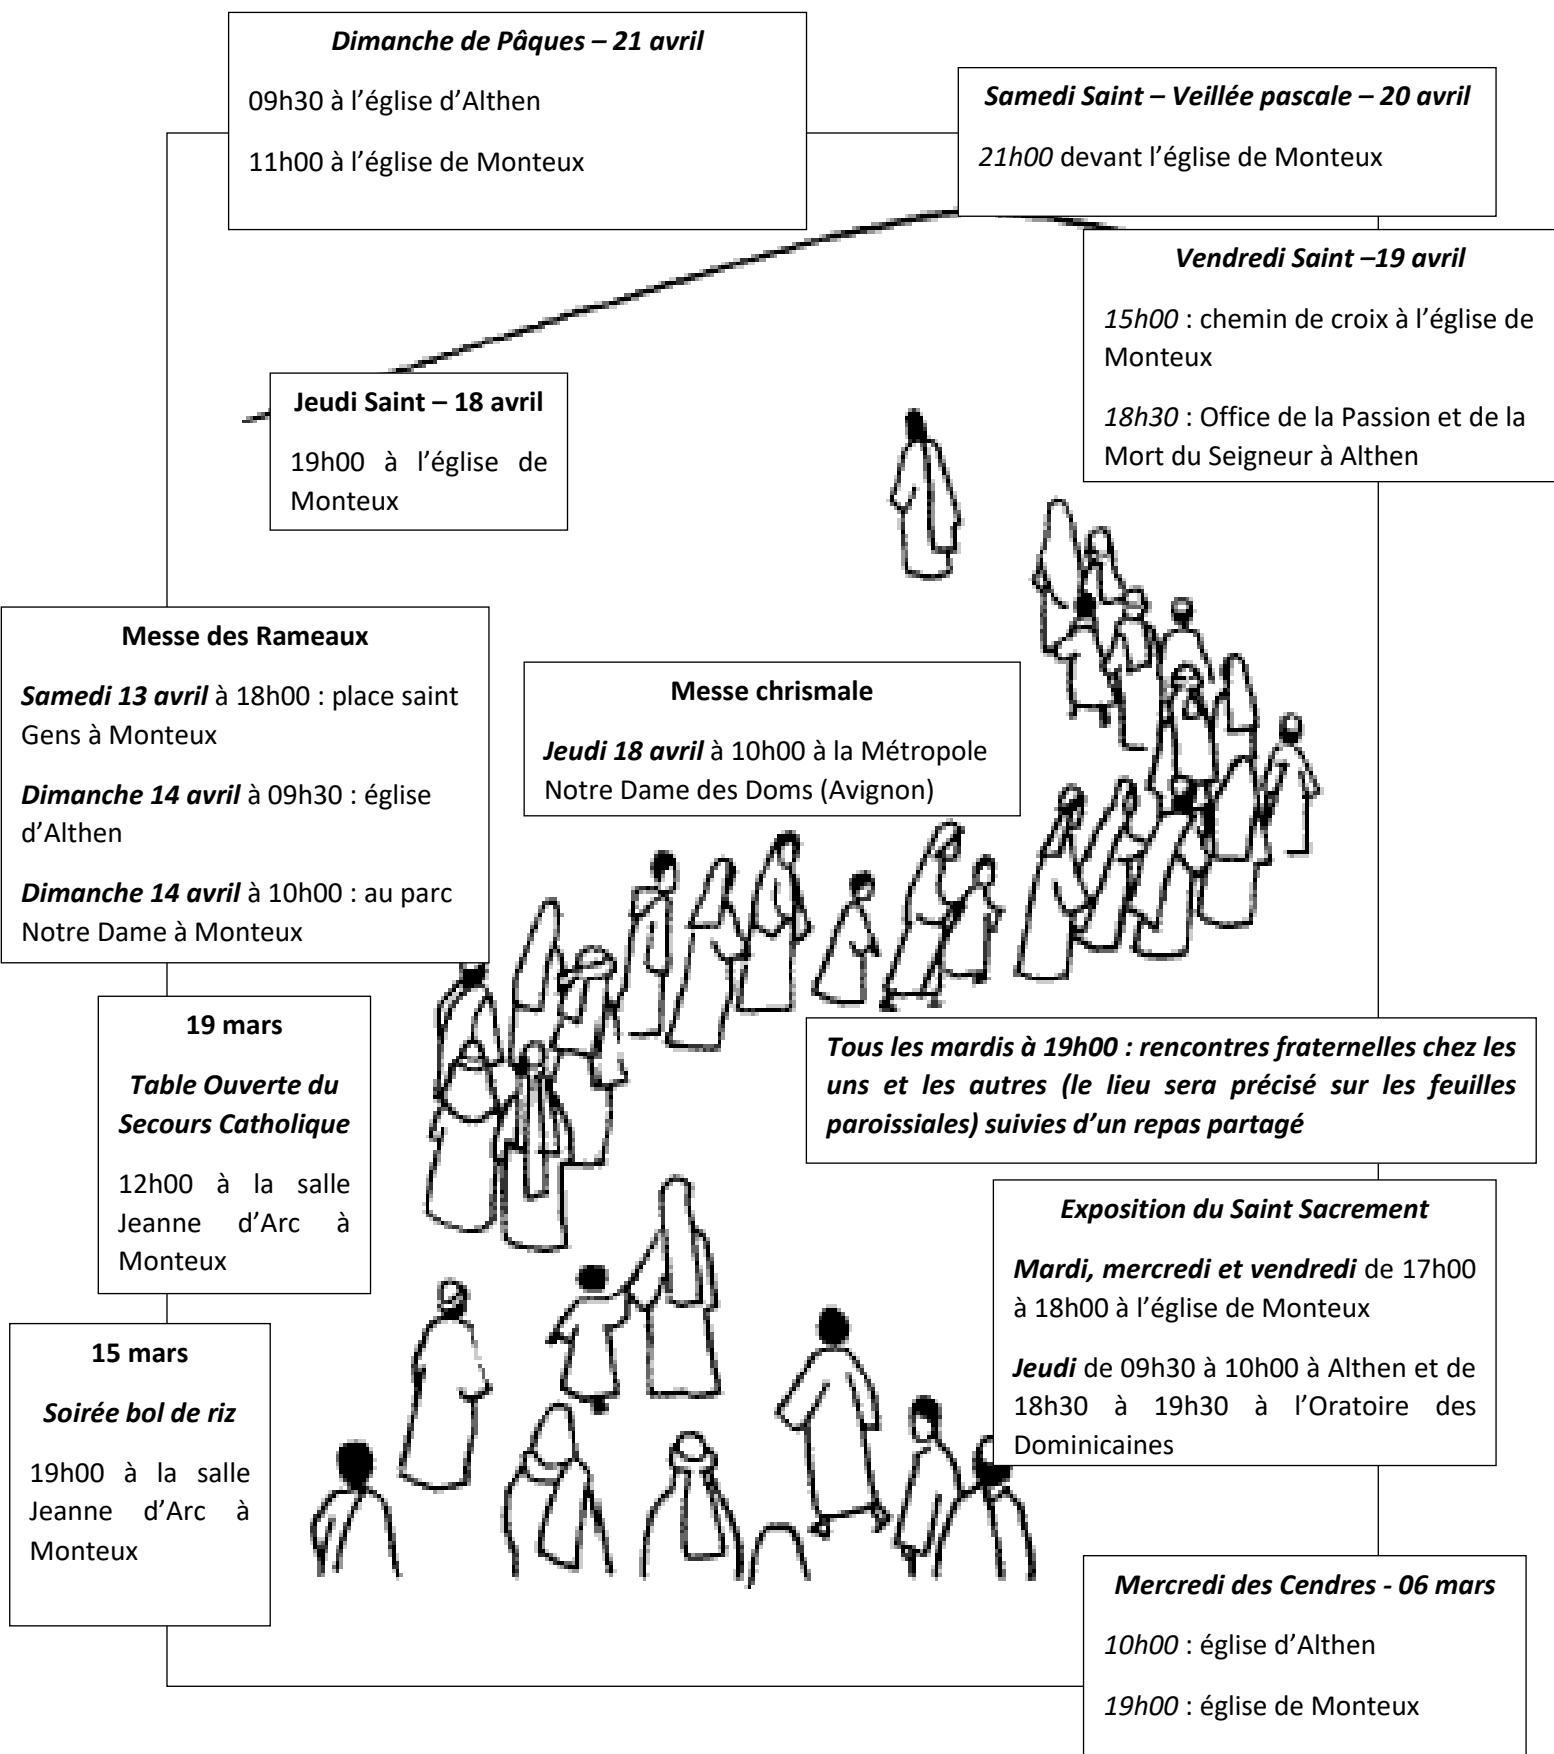 Dimanche de Pâques – 21 avril
09h30 à l’église d’Althen
11h00 à l’église de Monteux
Samedi Saint – Veillée pascale – 20 avril
21h00 devant l’église de Monteux
Vendredi Saint –19 avril
15h00 : chemin de croix à l’église de
Monteux
18h30 : Office de la Passion et de la
Mort du Seigneur à Althen
Jeudi Saint – 18 avril
19h00 à l’église de
Monteux
Messe des Rameaux
Samedi 13 avril à 18h00 : place saint
Gens à Monteux
Dimanche 14 avril à 09h30 : église
d’Althen
Dimanche 14 avril à 10h00 : au parc
Notre Dame à Monteux
Messe chrismale
Jeudi 18 avril à 10h00 à la Métropole
Notre Dame des Doms (Avignon)
19 mars
Table Ouverte du
Secours Catholique
12h00 à la salle
Jeanne d’Arc à
Monteux
Tous les mardis à 19h00 : rencontres fraternelles chez les
uns et les autres (le lieu sera précisé sur les feuilles
paroissiales) suivies d’un repas partagé
Exposition du Saint Sacrement
Mardi, mercredi et vendredi de 17h00
à 18h00 à l’église de Monteux
Jeudi de 09h30 à 10h00 à Althen et de
18h30 à 19h30 à l’Oratoire des
Dominicaines
15 mars
Soirée bol de riz
19h00 à la salle
Jeanne d’Arc à
Monteux
Mercredi des Cendres - 06 mars
10h00 : église d’Althen
19h00 : église de Monteux